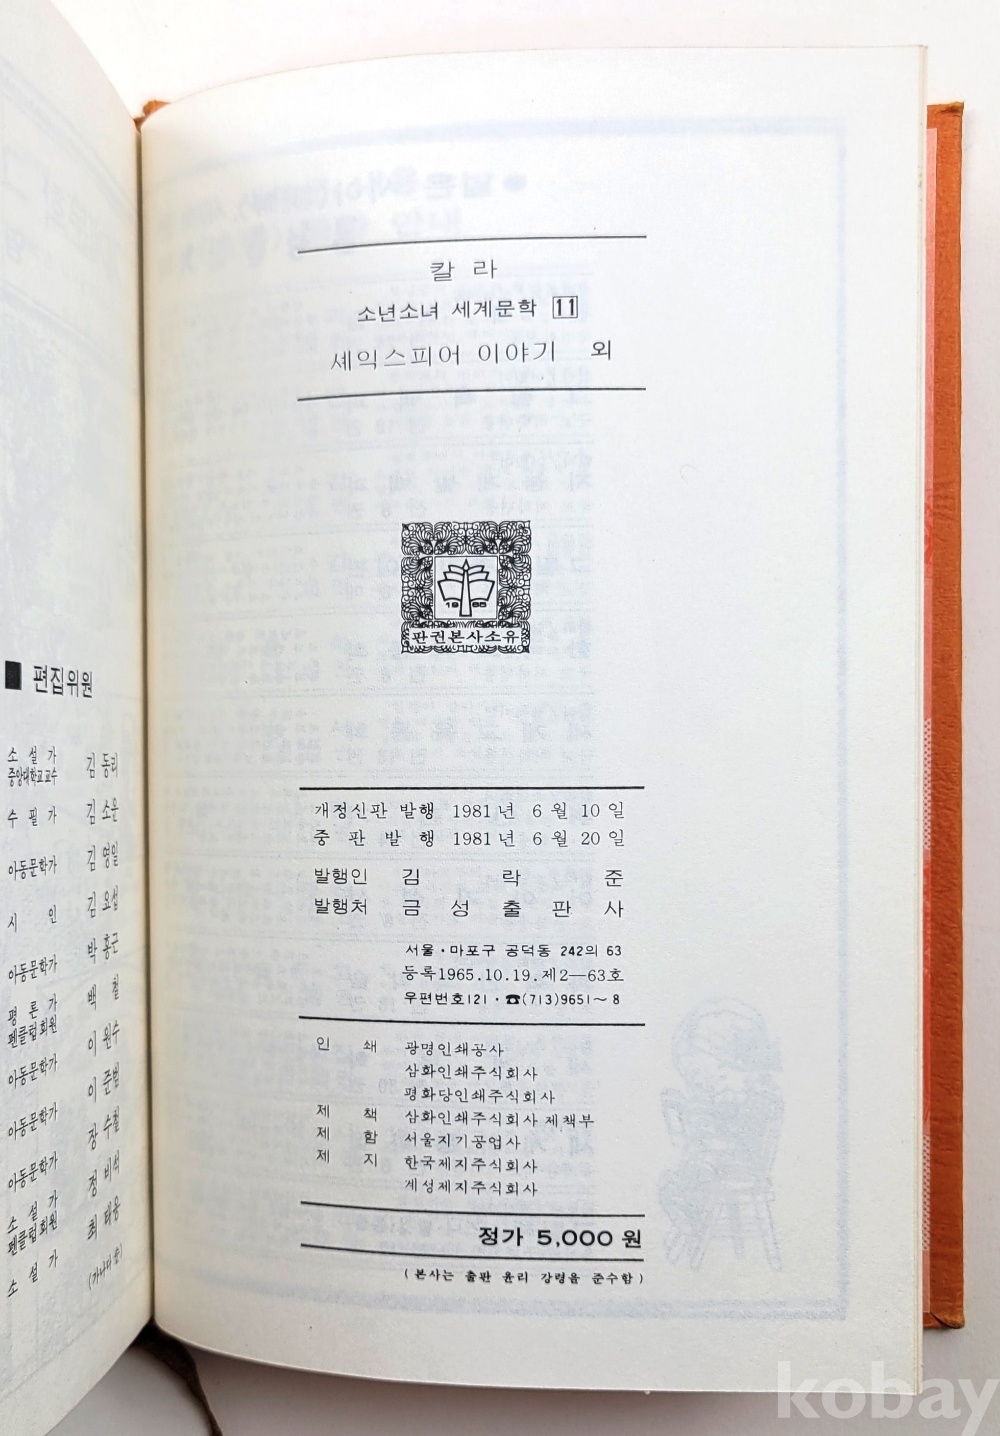 ■ 편집위원
소설가
중앙대학교교수 김동리
수필가 김소운
아동문학가 김영일
시인 김요섭
아동문학가 박홍근
평론가
펜클럽회원 백철
아동문학가 이원수
아동문학가 이준범
아동문학가 장수철
소설가
펜클럽회원 정비석
소설가 최태응
(가나다순)
칼라
소년소녀 세계문학 11
셰익스피어 이야기 외
1965
판권본사소유
개정신판 발행 1981년 6월 10일
중판발행 1981년 6월 20일
발행인 김락준
발행처 금성출판사
서울·마포구 공덕동 242의 63
등록1965.10.19.제2—63호
우편번호121·☎(713)9651~8
인쇄 광명인쇄공사
삼화인쇄주식회사
평화당인쇄주식회사
제책 삼화인쇄주식회사 제책부
제함 서울지기공업사
제지 한국제지주식회사
계성제지주식회사
정가 5,000원
(본사는 출판 윤리 강령을 준수함)
kobay